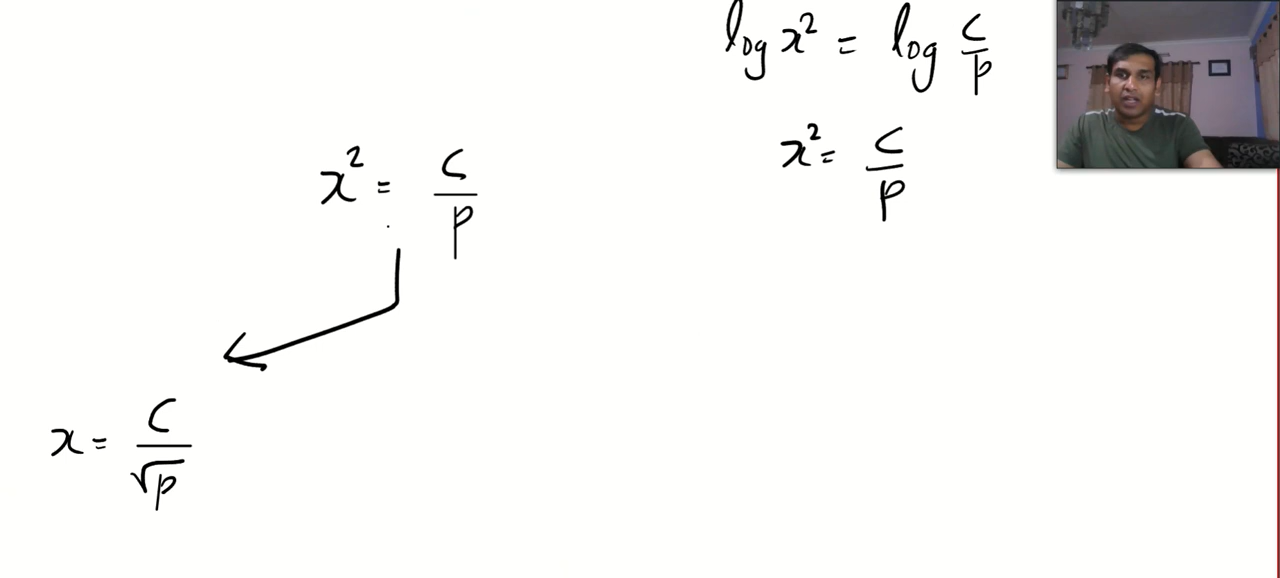 log x² = log C/P
x² = C/P
x² = C/P
x = C/√P